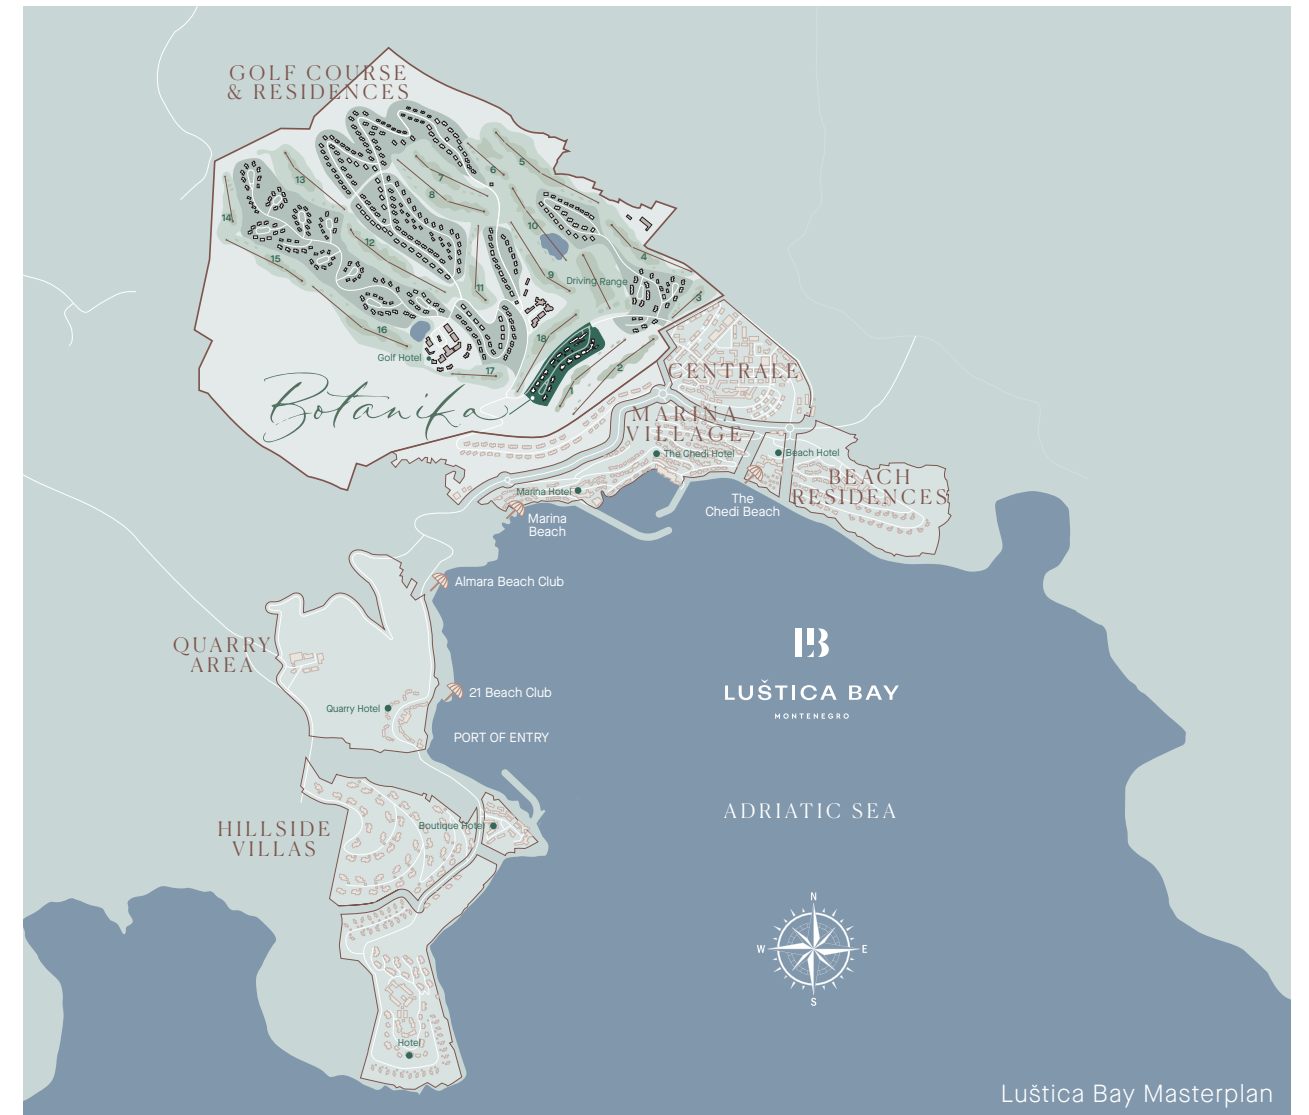 GOLF COURSE
& RESIDENCES
5
6
13
7
8
14
10
12
4
15
9
Driving Range
11
3
16
18
Golf Hotel
17
2
1
CENTRALE
Botanika
MARINA
VILLAGE
The Chedi Hotel
Beach Hotel
BEACH
RESIDENCES
Marina Hotel
The
Chedi Beach
Marina
Beach
Almara Beach Club
QUARRY
AREA
LB
LUŠTICA BAY
MONTENEGRO
21 Beach Club
Quarry Hotel
PORT OF ENTRY
ADRIATIC SEA
HILLSIDE
VILLAS
Boutique Hotel
N
W
E
S
Hotel
Luštica Bay Masterplan